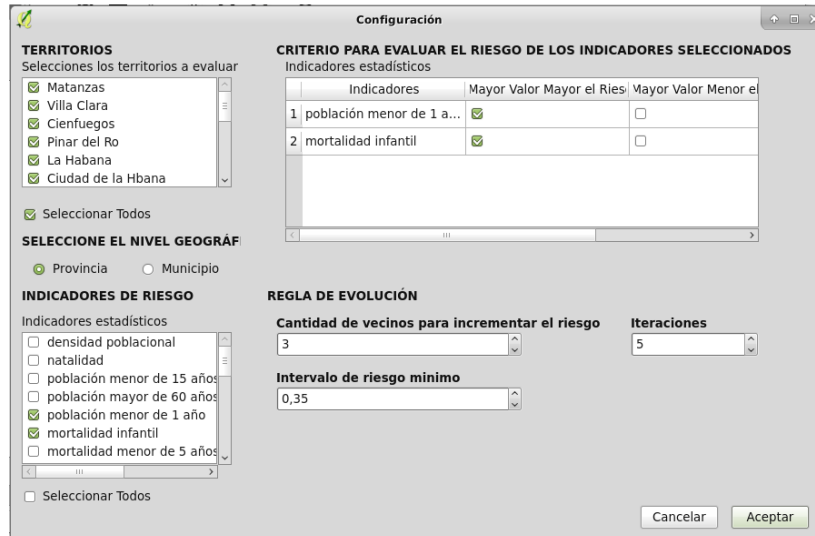 Configuración
TERRITORIOS
Selecciones los territorios a evaluar
Matanzas
Villa Clara
Cienfuegos
Pinar del Ro
La Habana
Ciudad de la Hbana
Seleccionar Todos
SELECCIONE EL NIVEL GEOGRÁF
Provincia Municipio
INDICADORES DE RIESGO
Indicadores estadísticos
densidad poblacional
natalidad
población menor de 15 años
población mayor de 60 años
población menor de 1 año
mortalidad infantil
mortalidad menor de 5 años
Seleccionar Todos
CRITERIO PARA EVALUAR EL RIESGO DE LOS INDICADORES SELECCIONADOS
Indicadores estadísticos
Indicadores Mayor Valor Mayor el Ries Mayor Valor Menor el
1 población menor de 1 a...
2 mortalidad infantil
REGLA DE EVOLUCIÓN
Cantidad de vecinos para incrementar el riesgo Iteraciones
3 5
Intervalo de riesgo minimo
0,35
Cancelar Aceptar